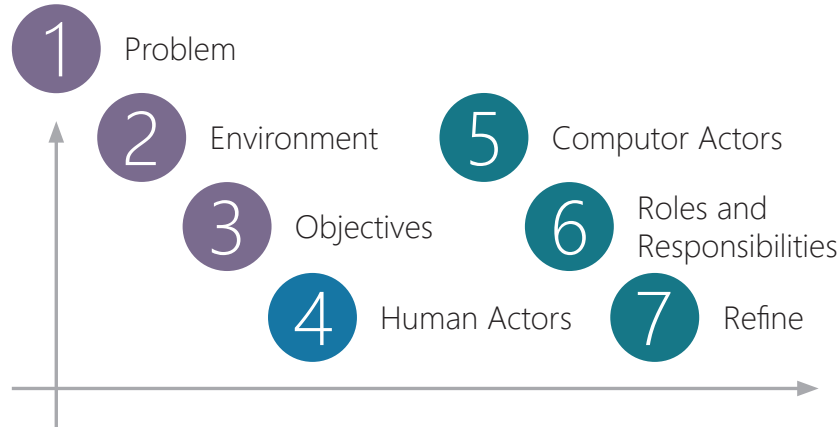 1 Problem
2 Environment
3 Objectives
4 Human Actors
5 Computor Actors
6 Roles and
Responsibilities
7 Refine